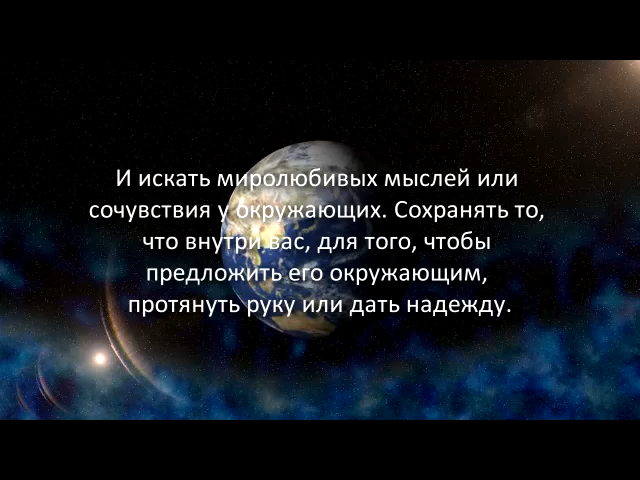 И искать миролюбивых мыслей или
сочувствия у окружающих. Сохранять то,
что внутри вас, для того, чтобы
предложить его окружающим,
протянуть руку или дать надежду.